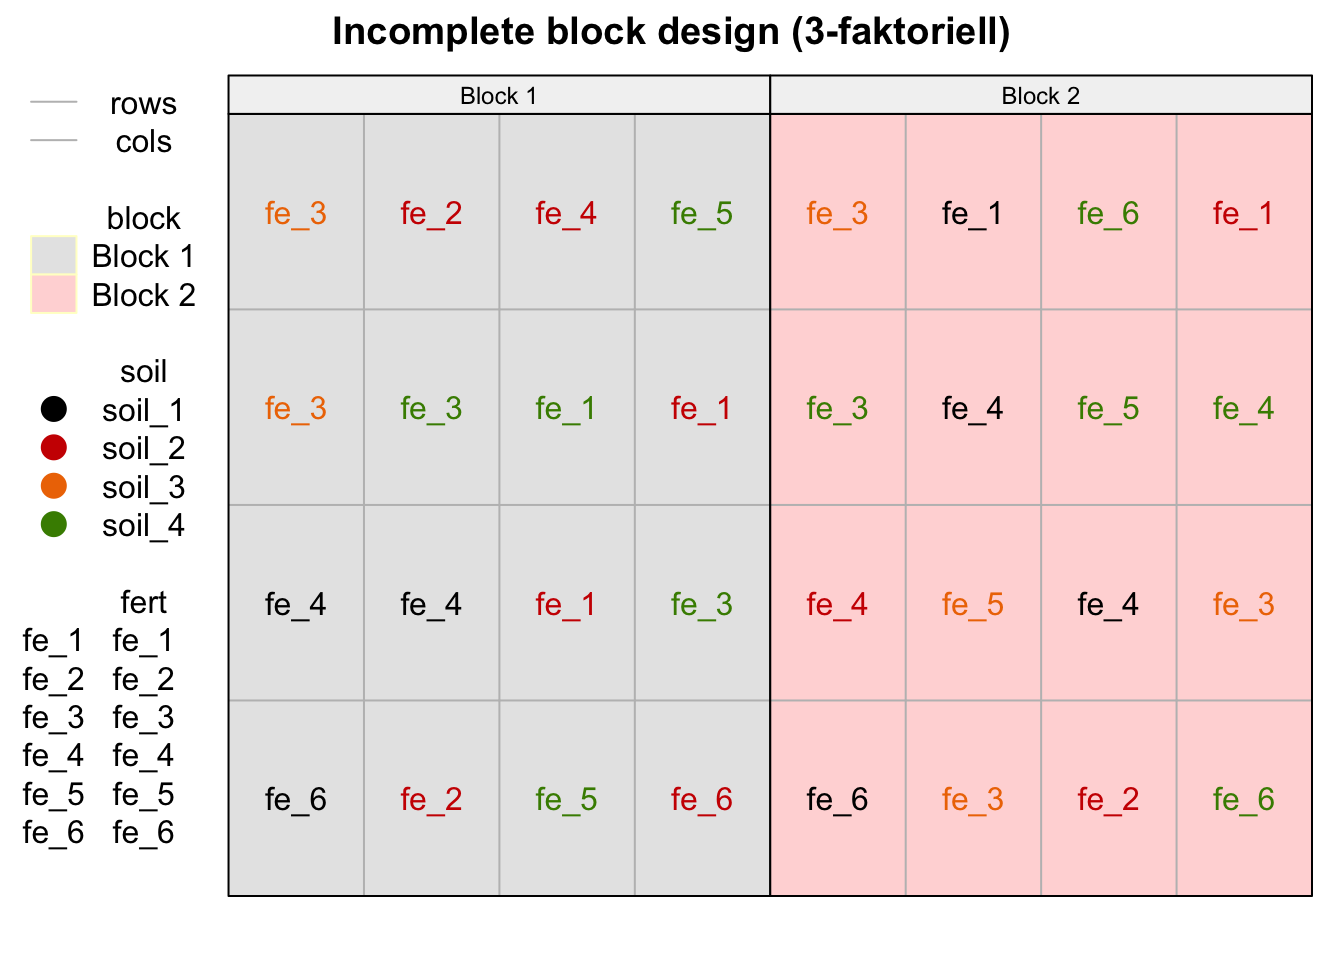 Incomplete block design (3-faktoriell)
rows
cols
block
Block 1
Block 2
soil
soil_1
soil_2
soil_3
soil_4
fert
fe_1 fe_1
fe_2 fe_2
fe_3 fe_3
fe_4 fe_4
fe_5 fe_5
fe_6 fe_6
Block 1 Block 2
fe_3 fe_2 fe_4 fe_5 fe_3 fe_1 fe_6 fe_1
fe_3 fe_3 fe_1 fe_1 fe_3 fe_4 fe_5 fe_4
fe_4 fe_4 fe_1 fe_3 fe_4 fe_5 fe_4 fe_3
fe_6 fe_2 fe_5 fe_6 fe_6 fe_3 fe_2 fe_6